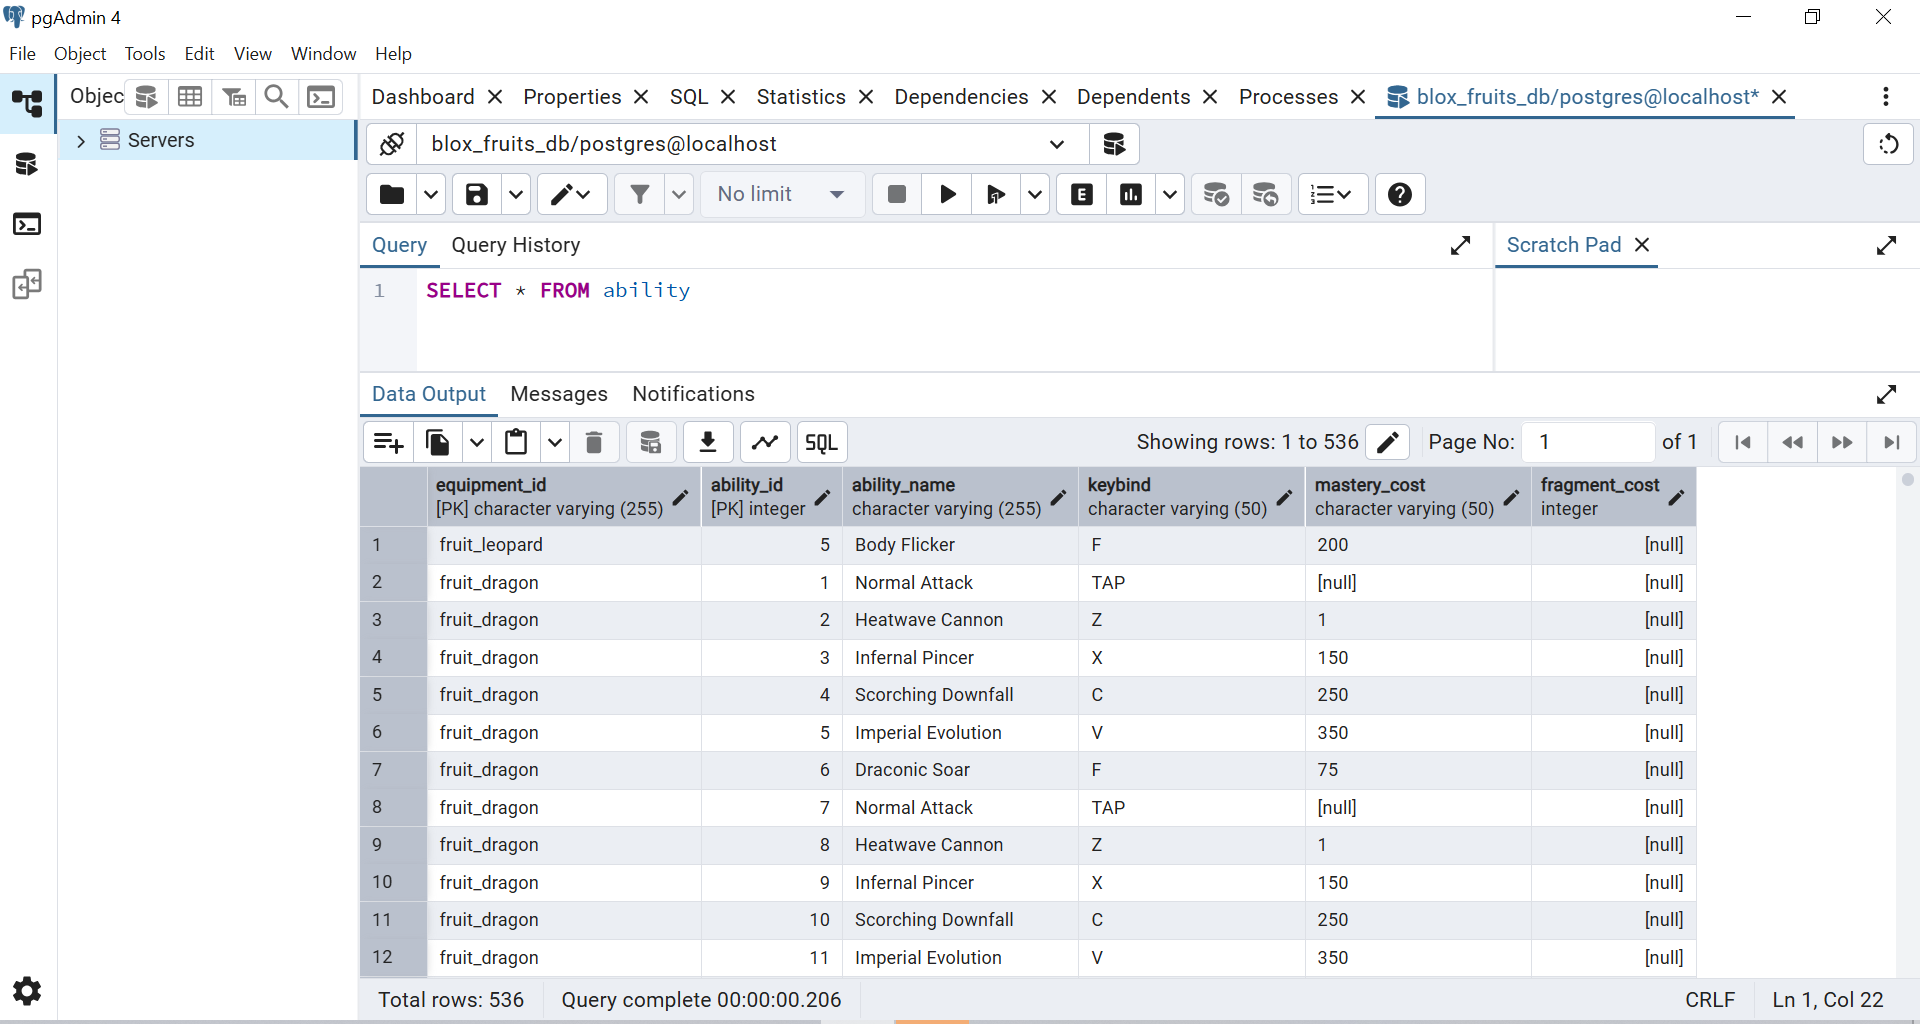 pgAdmin 4
File Object Tools Edit View Window Help
Objec
Servers
Dashboard Properties SQL Statistics Dependencies Dependents Processes blox_fruits_db/postgres@localhost*
blox_fruits_db/postgres@localhost
No limit
E
Query Query History
Scratch Pad
1 SELECT * FROM ability
Data Output Messages Notifications
SQL
Showing rows: 1 to 536 Page No: 1 of 1
equipment_id ability_id ability_name keybind mastery_cost fragment_cost
[PK] character varying (255) [PK] integer character varying (255) character varying (50) character varying (50) integer
1 fruit_leopard 5 Body Flicker F 200 [null]
2 fruit_dragon 1 Normal Attack TAP [null] [null]
3 fruit_dragon 2 Heatwave Cannon Z 1 [null]
4 fruit_dragon 3 Infernal Pincer X 150 [null]
5 fruit_dragon 4 Scorching Downfall C 250 [null]
6 fruit_dragon 5 Imperial Evolution V 350 [null]
7 fruit_dragon 6 Draconic Soar F 75 [null]
8 fruit_dragon 7 Normal Attack TAP [null] [null]
9 fruit_dragon 8 Heatwave Cannon Z 1 [null]
10 fruit_dragon 9 Infernal Pincer X 150 [null]
11 fruit_dragon 10 Scorching Downfall C 250 [null]
12 fruit_dragon 11 Imperial Evolution V 350 [null]
Total rows: 536 Query complete 00:00:00.206 CRLF Ln 1, Col 22